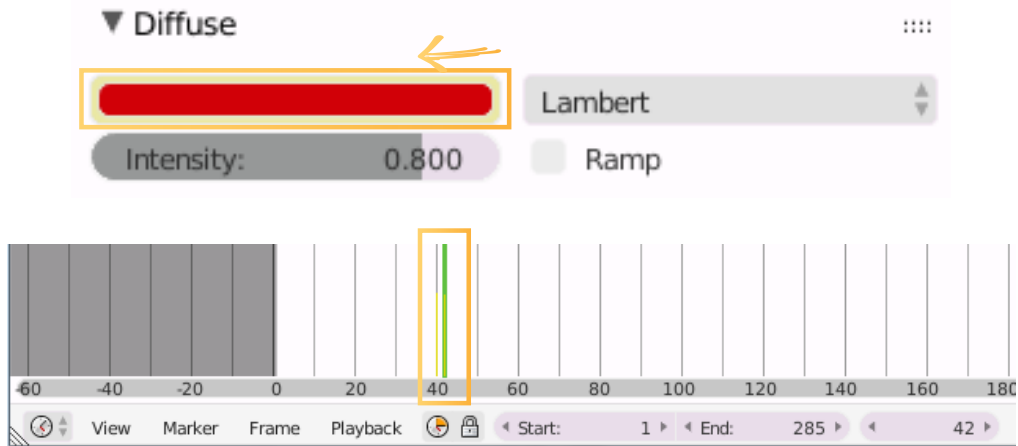 Diffuse
Lambert
Intensity: 0.800 Ramp
-60 -40 -20 0 20 40 60 80 100 120 140 160 180
View Marker Frame Playback Start: 1 End: 285 42